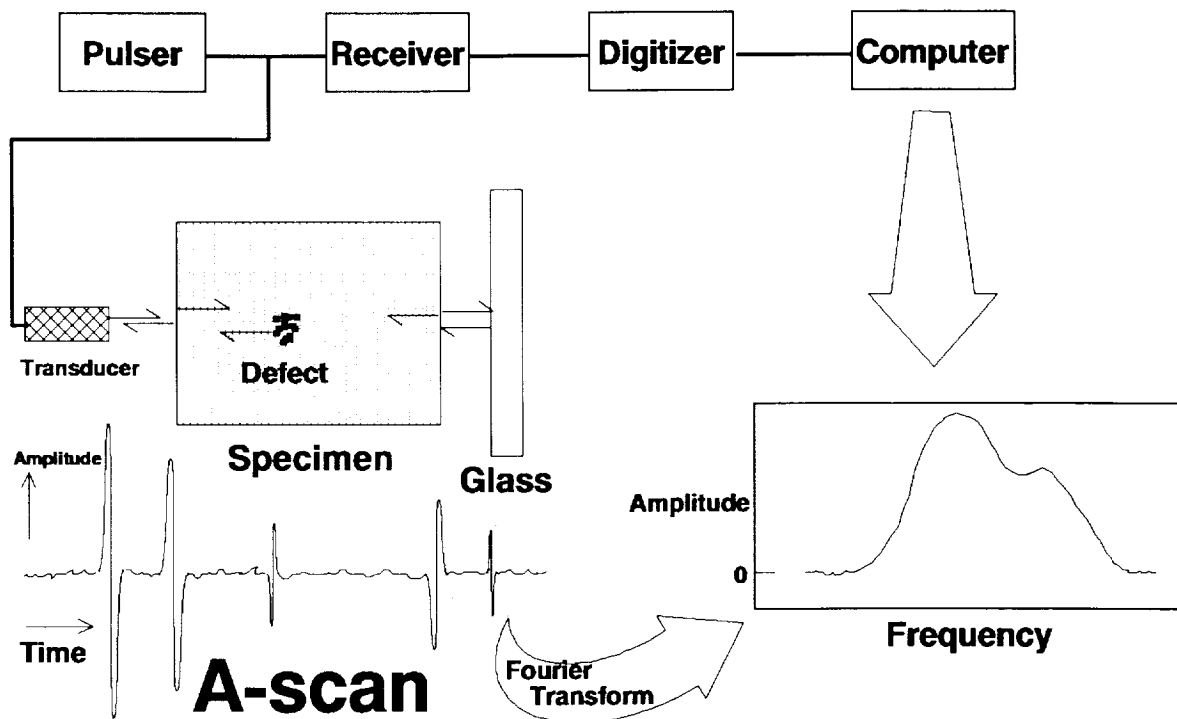 Pulser
Receiver
Digitizer
Computer
Transducer
Defect
Specimen
Glass
Amplitude
Time
A-scan
Fourier
Transform
Amplitude
0
Frequency